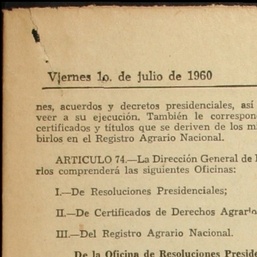 Viernes 1o. de julio de 1960
nes, acuerdos y decretos presidenciales, así
veer a su ejecución. También le correspon
certificados y títulos que se deriven de los m
birlos en el Registro Agrario Nacional.
ARTICULO 74.—La Dirección General de
rios comprenderá las siguientes Oficinas:
I.—De Resoluciones Presidenciales;
II.—De Certificados de Derechos Agrario
III.—Del Registro Agrario Nacional.
De la Oficina de Resoluciones Preside